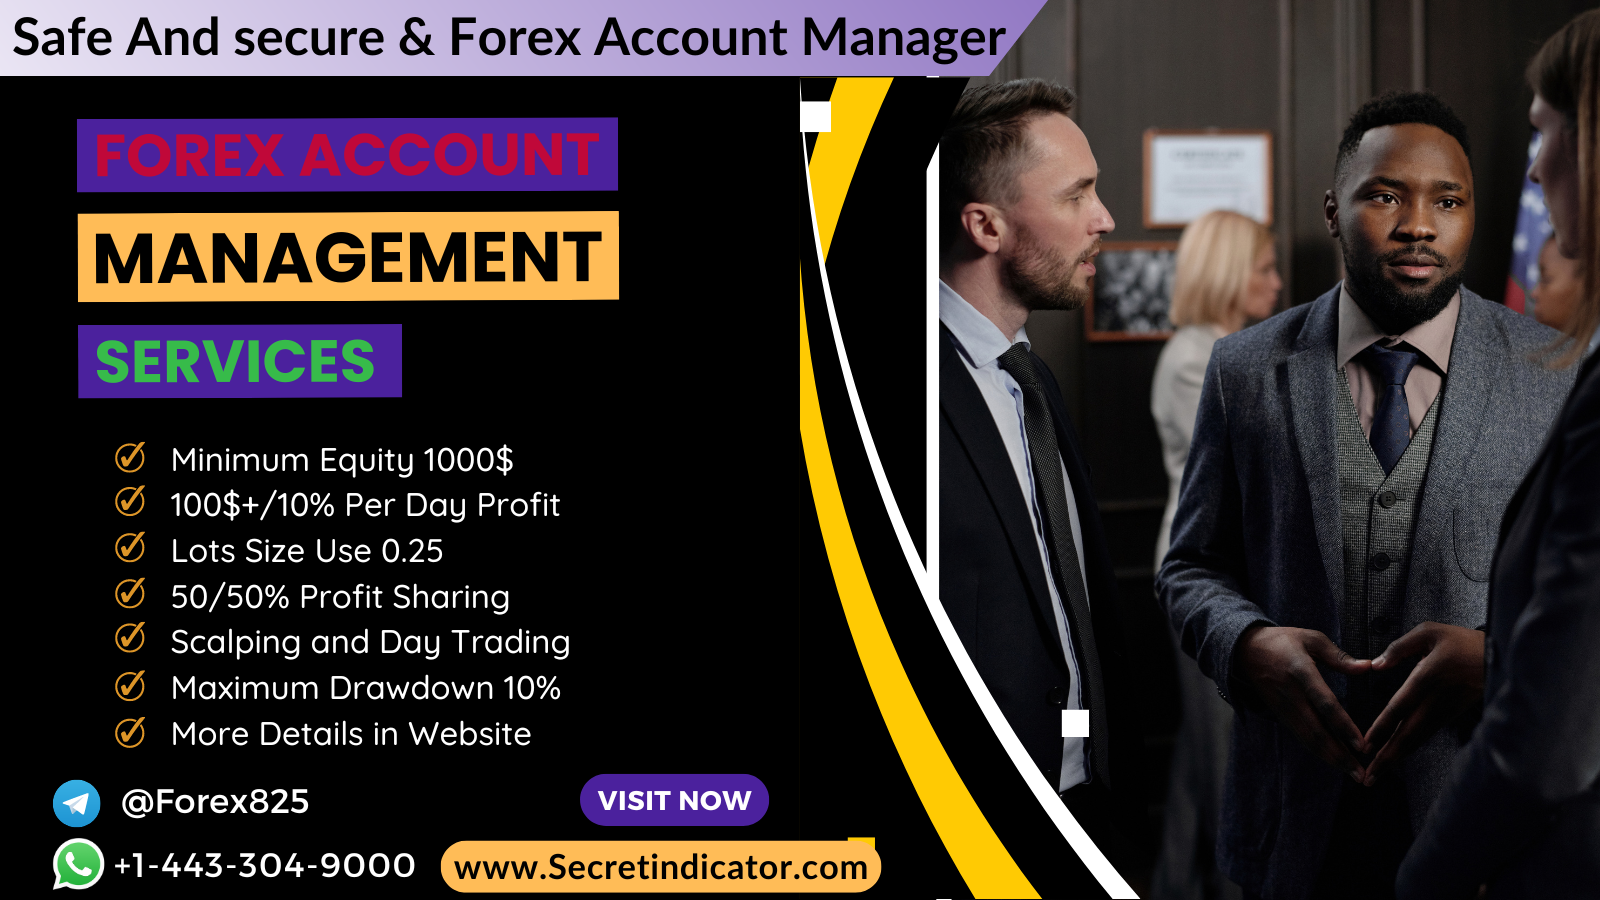 Safe And secure & Forex Account Manager
FOREX ACCOUNT
MANAGEMENT
SERVICES
Minimum Equity 1000$
100$+/10% Per Day Profit
Lots Size Use 0.25
50/50% Profit Sharing
Scalping and Day Trading
Maximum Drawdown 10%
More Details in Website
@Forex825
VISIT NOW
+1-443-304-9000
www.Secretindicator.com